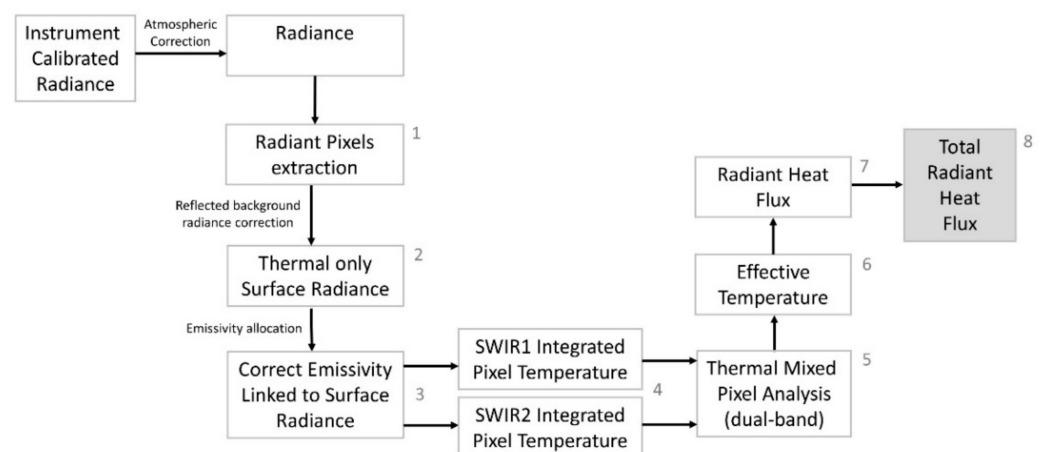 Instrument
Calibrated
Radiance
Atmospheric
Correction
Radiance
Radiant Pixels
extraction
1
Reflected background
radiance correction
Thermal only
Surface Radiance
2
Emissivity allocation
Correct Emissivity
Linked to Surface
Radiance
3
SWIR1 Integrated
Pixel Temperature
SWIR2 Integrated
Pixel Temperature
4
Thermal Mixed
Pixel Analysis
(dual-band)
5
Effective
Temperature
6
Radiant Heat
Flux
7
Total
Radiant
Heat
Flux
8